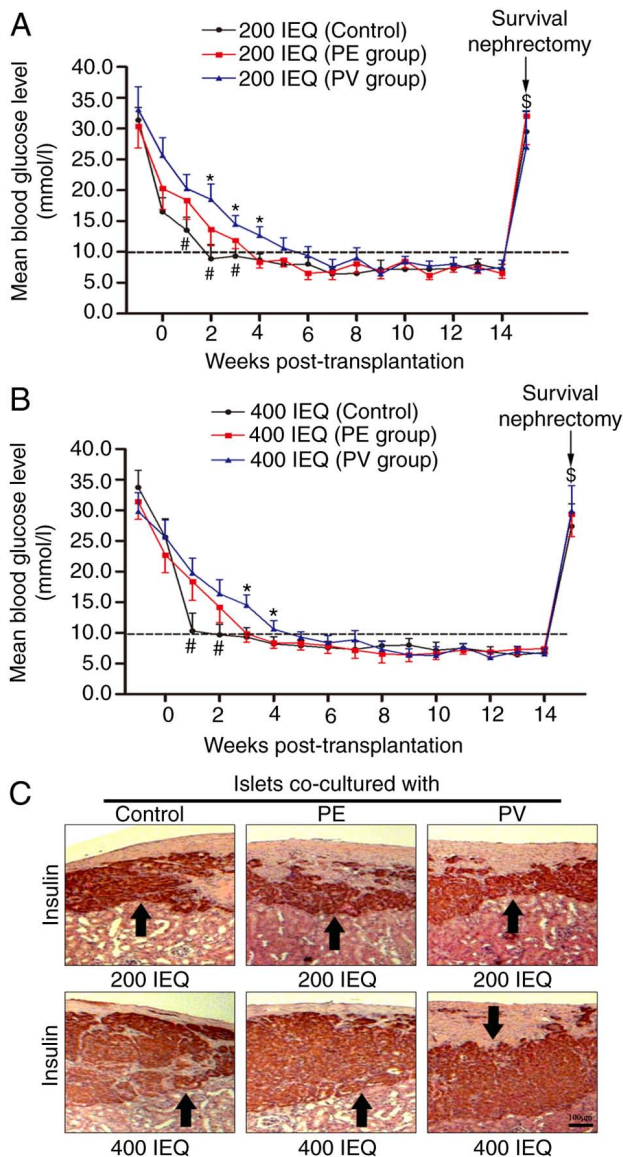 A
200 IEQ (Control)
200 IEQ (PE group)
200 IEQ (PV group)
Survival
nephrectomy
Mean blood glucose level
(mmol/l)
40.0
35.0
30.0
25.0
20.0
15.0
10.0
5.0
0.0
$
* * *
# # #
0 2 4 6 8 10 12 14
Weeks post-transplantation
B
400 IEQ (Control)
400 IEQ (PE group)
400 IEQ (PV group)
Survival
nephrectomy
Mean blood glucose level
(mmol/l)
40.0
35.0
30.0
25.0
20.0
15.0
10.0
5.0
0.0
$
* *
# #
0 2 4 6 8 10 12 14
Weeks post-transplantation
C
Islets co-cultured with
Control PE PV
Insulin
200 IEQ 200 IEQ 200 IEQ
Insulin
100μm
400 IEQ 400 IEQ 400 IEQ